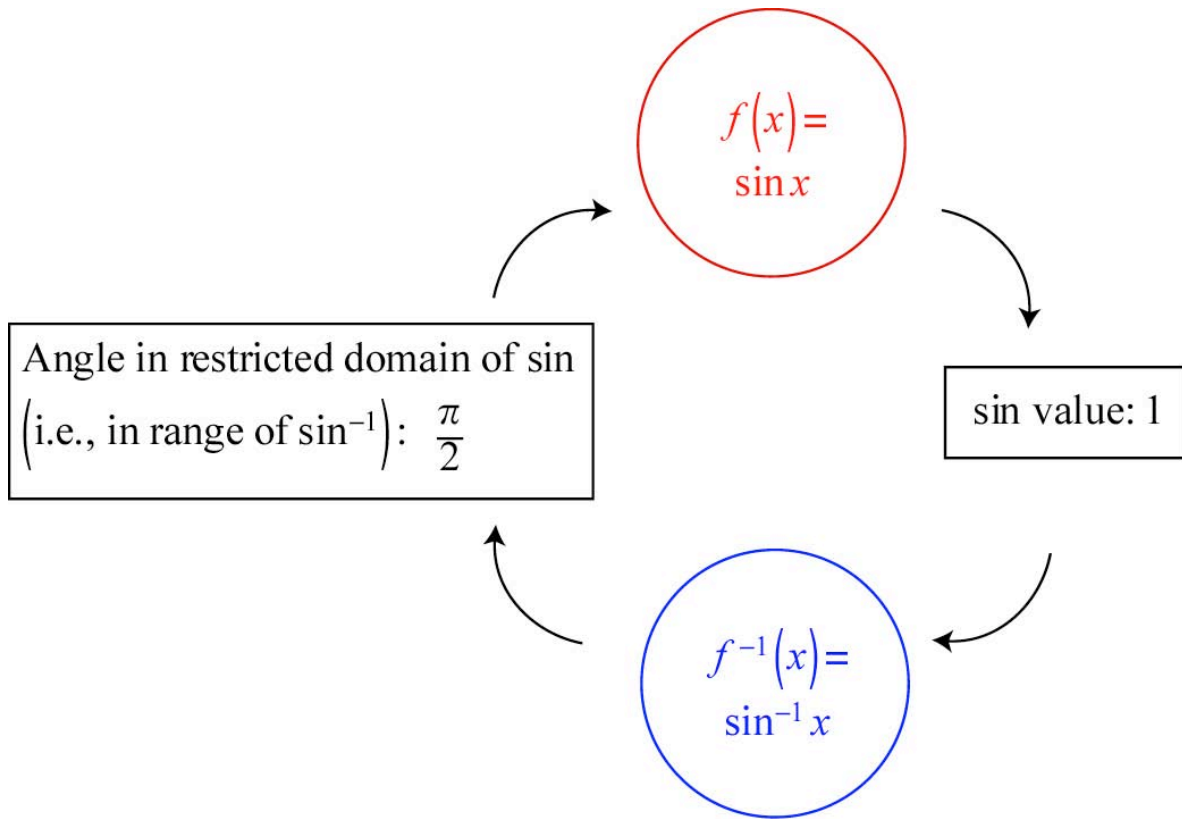 f(x)=
sin x
Angle in restricted domain of sin
(i.e., in range of sin⁻¹): π/2
sin value: 1
f⁻¹(x)=
sin⁻¹ x